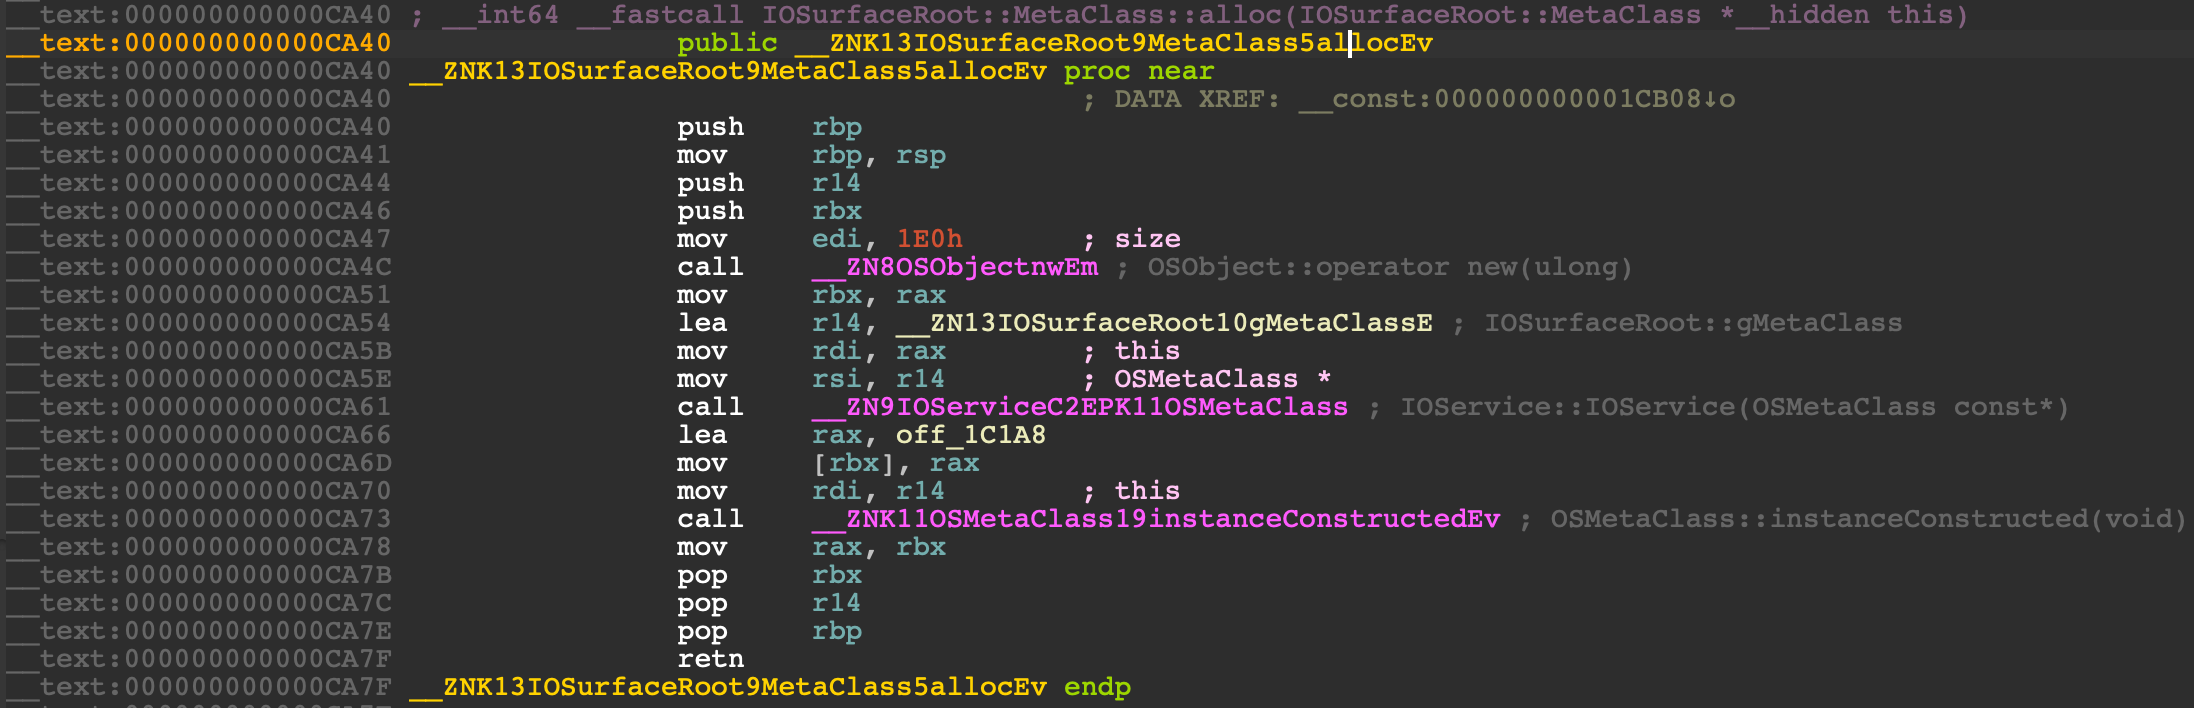 __text:000000000000CA40 ; __int64 __fastcall IOSurfaceRoot::MetaClass::alloc(IOSurfaceRoot::MetaClass *__hidden this)
__text:000000000000CA40 public __ZNK13IOSurfaceRoot9MetaClass5allocEv
__text:000000000000CA40 __ZNK13IOSurfaceRoot9MetaClass5allocEv proc near
__text:000000000000CA40 ; DATA XREF: __const:000000000001CB08↓o
__text:000000000000CA40 push rbp
__text:000000000000CA41 mov rbp, rsp
__text:000000000000CA44 push r14
__text:000000000000CA46 push rbx
__text:000000000000CA47 mov edi, 1E0h ; size
__text:000000000000CA4C call __ZN8OSObjectnwEm ; OSObject::operator new(ulong)
__text:000000000000CA51 mov rbx, rax
__text:000000000000CA54 lea r14, __ZN13IOSurfaceRoot10gMetaClassE ; IOSurfaceRoot::gMetaClass
__text:000000000000CA5B mov rdi, rax ; this
__text:000000000000CA5E mov rsi, r14 ; OSMetaClass *
__text:000000000000CA61 call __ZN9IOServiceC2EPK11OSMetaClass ; IOService::IOService(OSMetaClass const*)
__text:000000000000CA66 lea rax, off_1C1A8
__text:000000000000CA6D mov [rbx], rax
__text:000000000000CA70 mov rdi, r14 ; this
__text:000000000000CA73 call __ZNK11OSMetaClass19instanceConstructedEv ; OSMetaClass::instanceConstructed(void)
__text:000000000000CA78 mov rax, rbx
__text:000000000000CA7B pop rbx
__text:000000000000CA7C pop r14
__text:000000000000CA7E pop rbp
__text:000000000000CA7F retn
__text:000000000000CA7F __ZNK13IOSurfaceRoot9MetaClass5allocEv endp